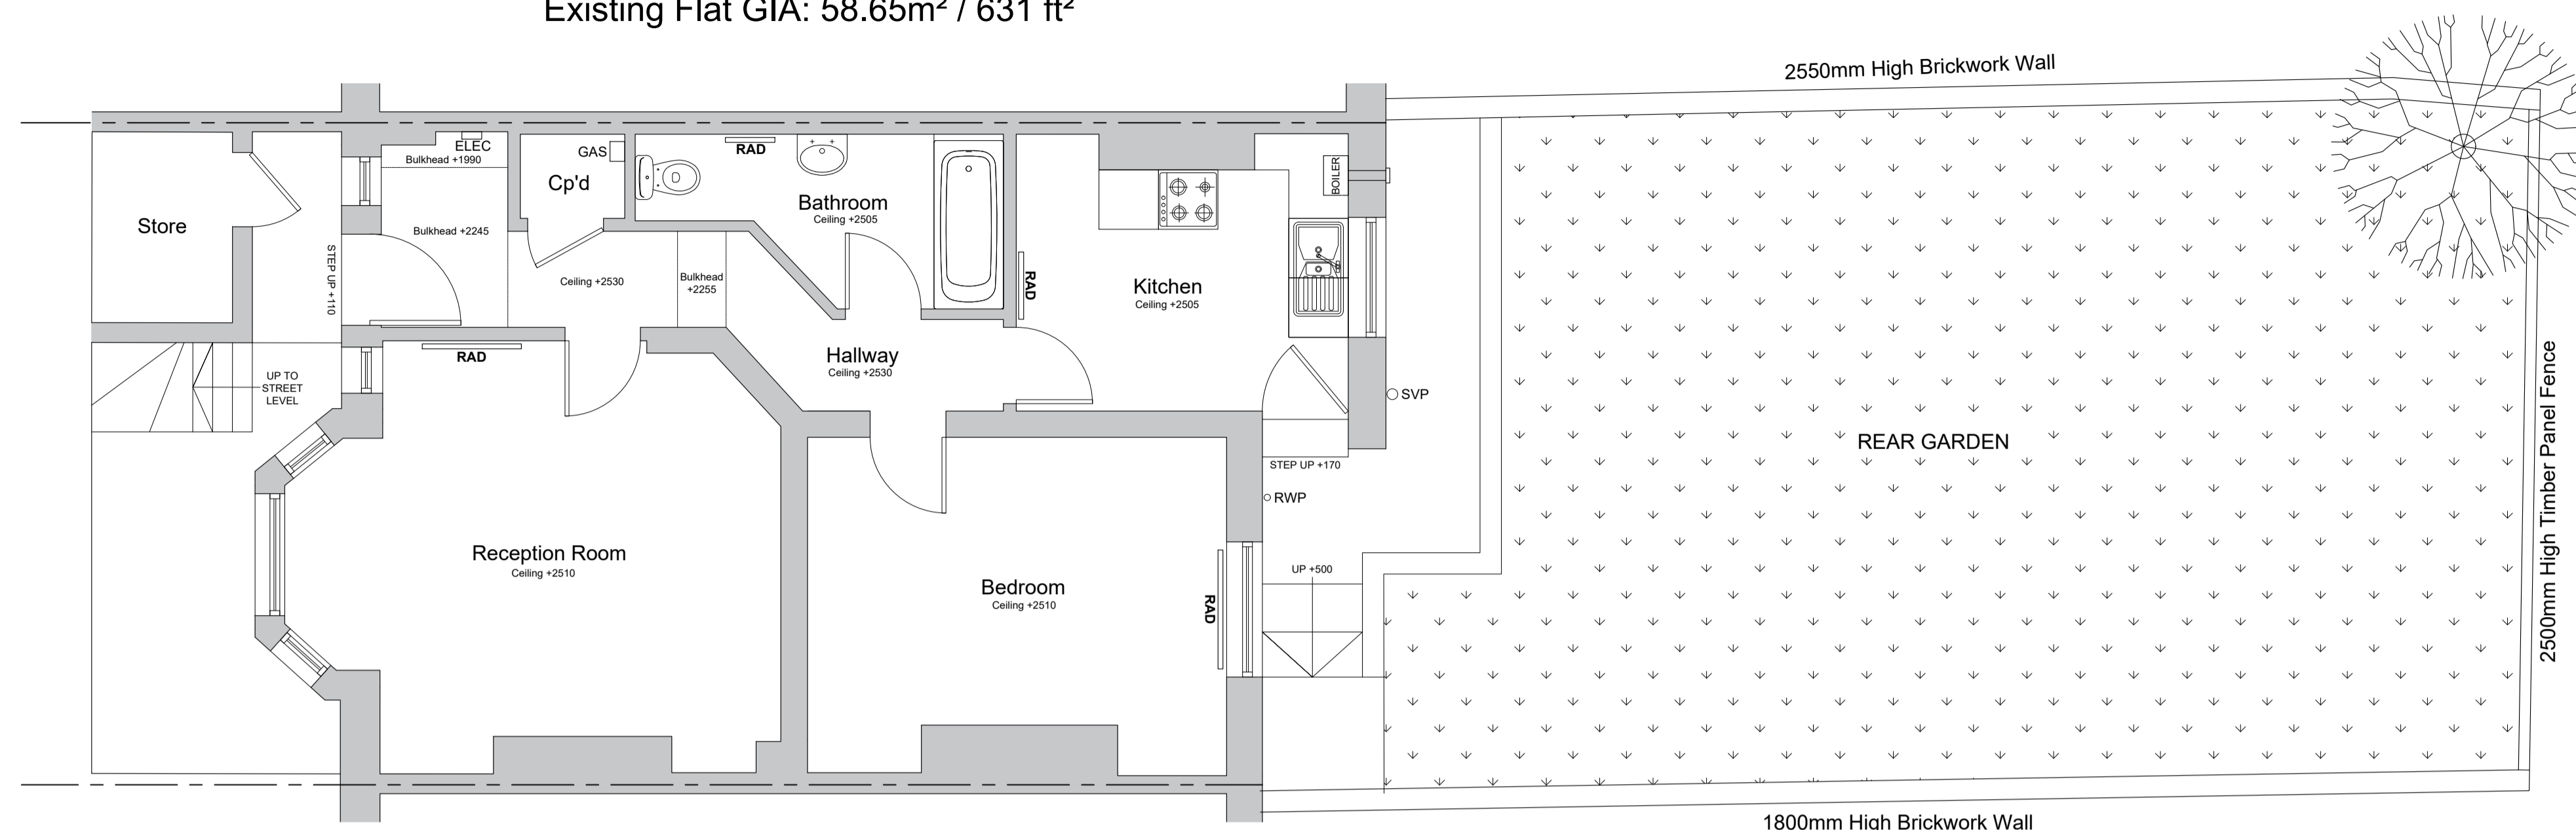 Existing Flat GIA: 58.65m² / 631 ft²
2550mm High Brickwork Wall
ELEC
Bulkhead +1990
GAS
Cp'd
RAD
Bathroom
Ceiling +2505
BOILER
Store
Bulkhead +2245
STEP UP +110
Ceiling +2530
Bulkhead
+2255
RAD
Kitchen
Ceiling +2505
RAD
Hallway
Ceiling +2530
UP TO
STREET
LEVEL
SVP
REAR GARDEN
2500mm High Timber Panel Fence
STEP UP +170
RWP
Reception Room
Ceiling +2510
UP +500
Bedroom
Ceiling +2510
RAD
1800mm High Brickwork Wall